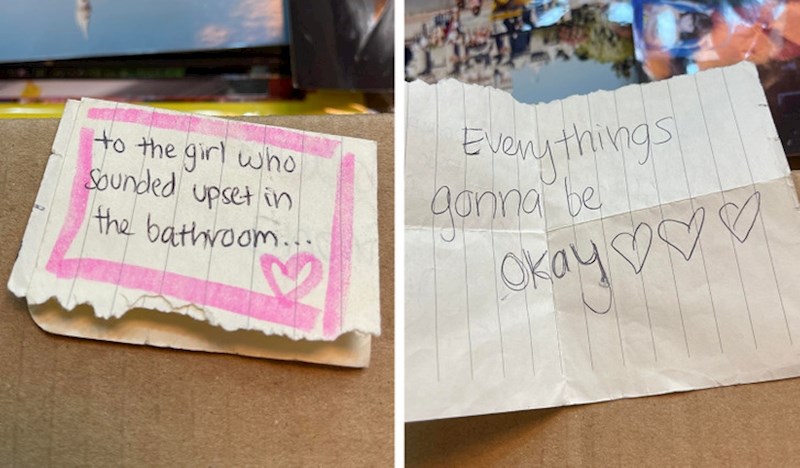 to the girl who
sounded upset in
the bathroom...
Everythings
gonna be
okay